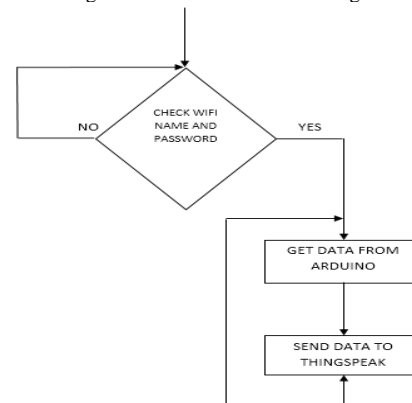 CHECK WIFI
NAME AND
PASSWORD
NO
YES
GET DATA FROM
ARDUINO
SEND DATA TO
THINGSPEAK